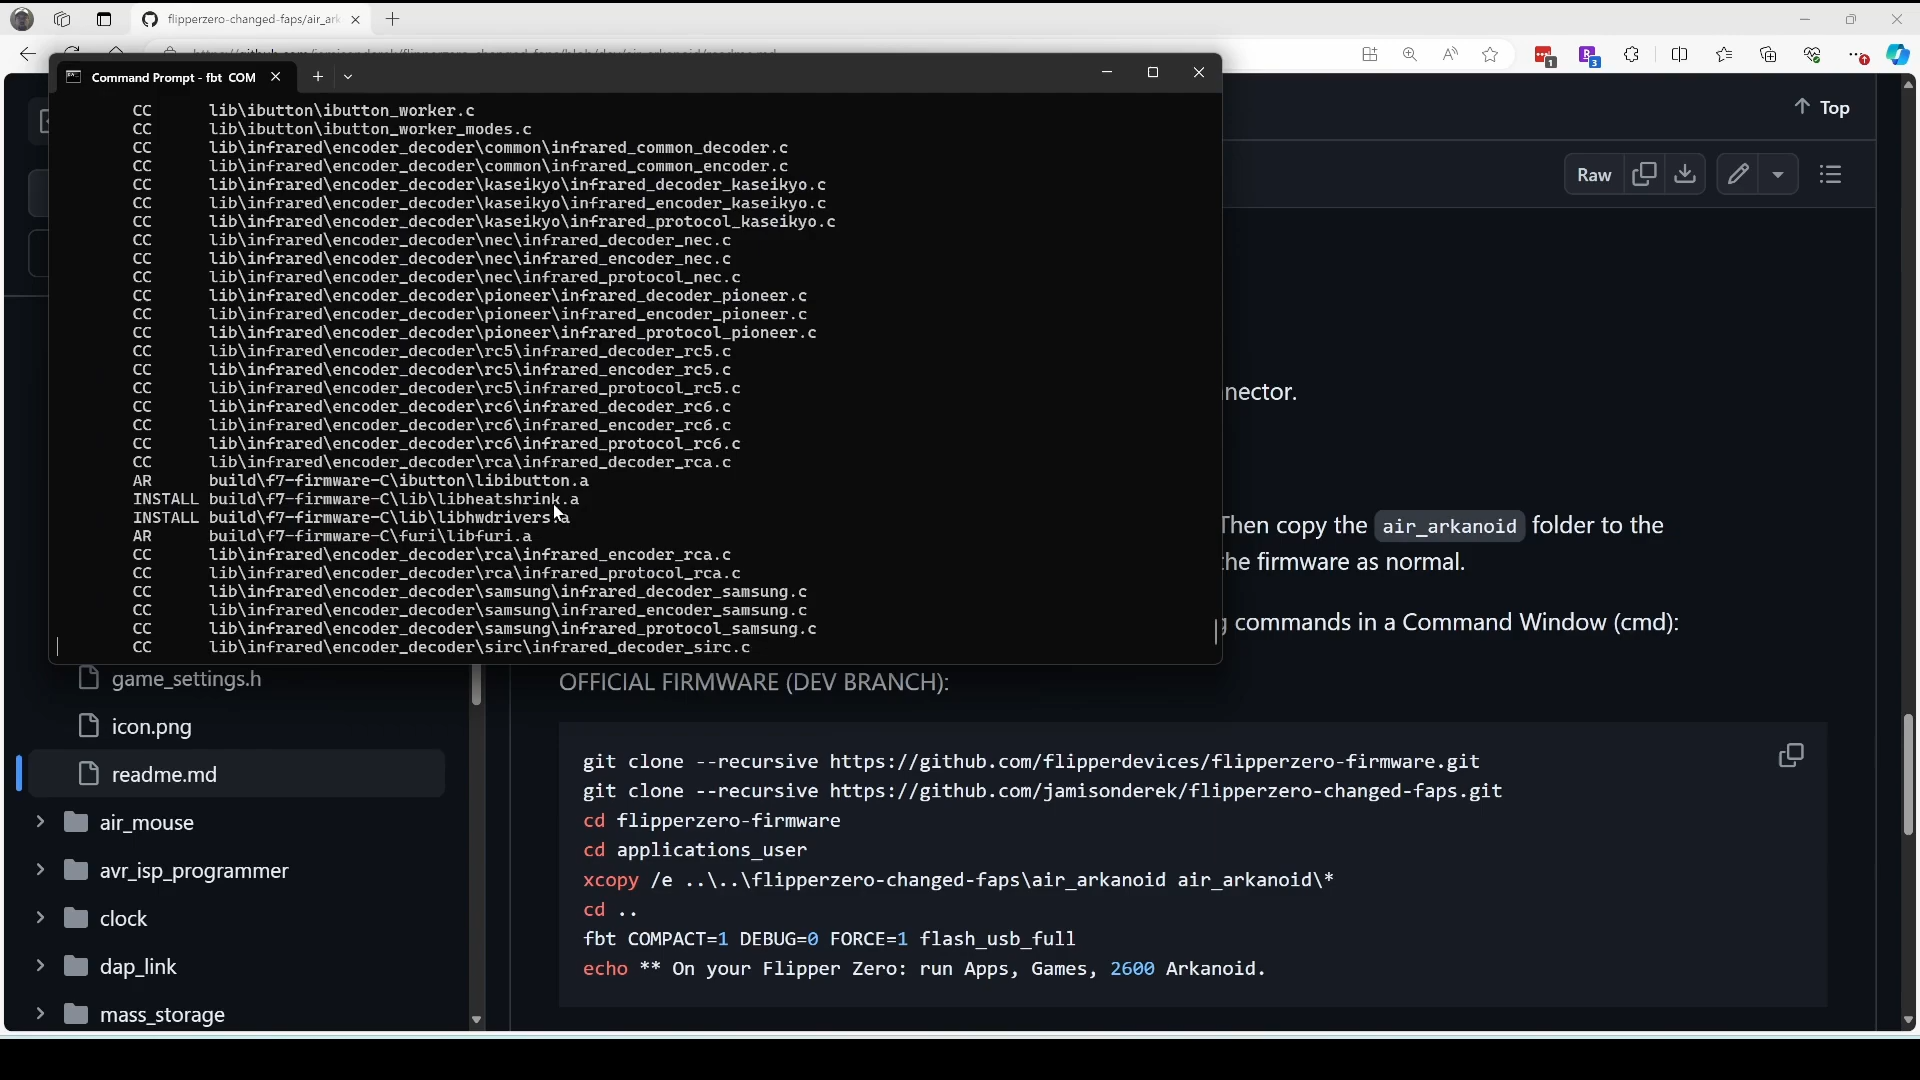 flipperzero-changed-faps/air_ark
Command Prompt - fbt COM
1
3
CC lib\ibutton\ibutton_worker.c
CC lib\ibutton\ibutton_worker_modes.c
CC lib\infrared\encoder_decoder\common\infrared_common_decoder.c
CC lib\infrared\encoder_decoder\common\infrared_common_encoder.c
CC lib\infrared\encoder_decoder\kaseikyo\infrared_decoder_kaseikyo.c
CC lib\infrared\encoder_decoder\kaseikyo\infrared_encoder_kaseikyo.c
CC lib\infrared\encoder_decoder\kaseikyo\infrared_protocol_kaseikyo.c
CC lib\infrared\encoder_decoder\nec\infrared_decoder_nec.c
CC lib\infrared\encoder_decoder\nec\infrared_encoder_nec.c
CC lib\infrared\encoder_decoder\nec\infrared_protocol_nec.c
CC lib\infrared\encoder_decoder\pioneer\infrared_decoder_pioneer.c
CC lib\infrared\encoder_decoder\pioneer\infrared_encoder_pioneer.c
CC lib\infrared\encoder_decoder\pioneer\infrared_protocol_pioneer.c
CC lib\infrared\encoder_decoder\rc5\infrared_decoder_rc5.c
CC lib\infrared\encoder_decoder\rc5\infrared_encoder_rc5.c
CC lib\infrared\encoder_decoder\rc5\infrared_protocol_rc5.c
CC lib\infrared\encoder_decoder\rc6\infrared_decoder_rc6.c
CC lib\infrared\encoder_decoder\rc6\infrared_encoder_rc6.c
CC lib\infrared\encoder_decoder\rc6\infrared_protocol_rc6.c
CC lib\infrared\encoder_decoder\rca\infrared_decoder_rca.c
AR build\f7-firmware-C\ibutton\libibutton.a
INSTALL build\f7-firmware-C\lib\libheatshrink.a
INSTALL build\f7-firmware-C\lib\libhwdrivers.a
AR build\f7-firmware-C\furi\libfuri.a
CC lib\infrared\encoder_decoder\rca\infrared_encoder_rca.c
CC lib\infrared\encoder_decoder\rca\infrared_protocol_rca.c
CC lib\infrared\encoder_decoder\samsung\infrared_decoder_samsung.c
CC lib\infrared\encoder_decoder\samsung\infrared_encoder_samsung.c
CC lib\infrared\encoder_decoder\samsung\infrared_protocol_samsung.c
CC lib\infrared\encoder_decoder\sirc\infrared_decoder_sirc.c
Top
Raw
nector.
Then copy the air_arkanoid folder to the
the firmware as normal.
g commands in a Command Window (cmd):
game_settings.h
icon.png
readme.md
air_mouse
avr_isp_programmer
clock
dap_link
mass_storage
OFFICIAL FIRMWARE (DEV BRANCH):
git clone --recursive https://github.com/flipperdevices/flipperzero-firmware.git
git clone --recursive https://github.com/jamisonderek/flipperzero-changed-faps.git
cd flipperzero-firmware
cd applications_user
xcopy /e ..\..\flipperzero-changed-faps\air_arkanoid air_arkanoid\*
cd ..
fbt COMPACT=1 DEBUG=0 FORCE=1 flash_usb_full
echo ** On your Flipper Zero: run Apps, Games, 2600 Arkanoid.